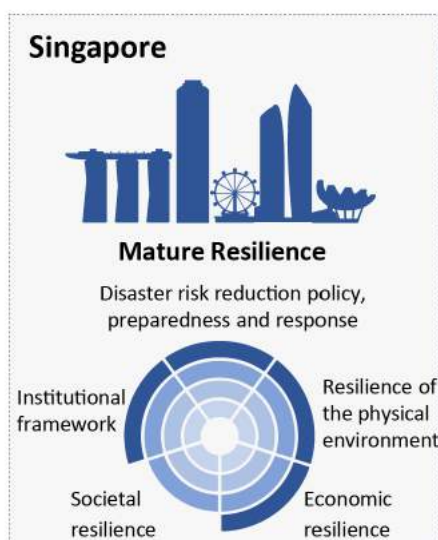 Singapore
Mature Resilience
Disaster risk reduction policy,
preparedness and response
Institutional
framework
Resilience of
the physical
environment
Societal
resilience
Economic
resilience